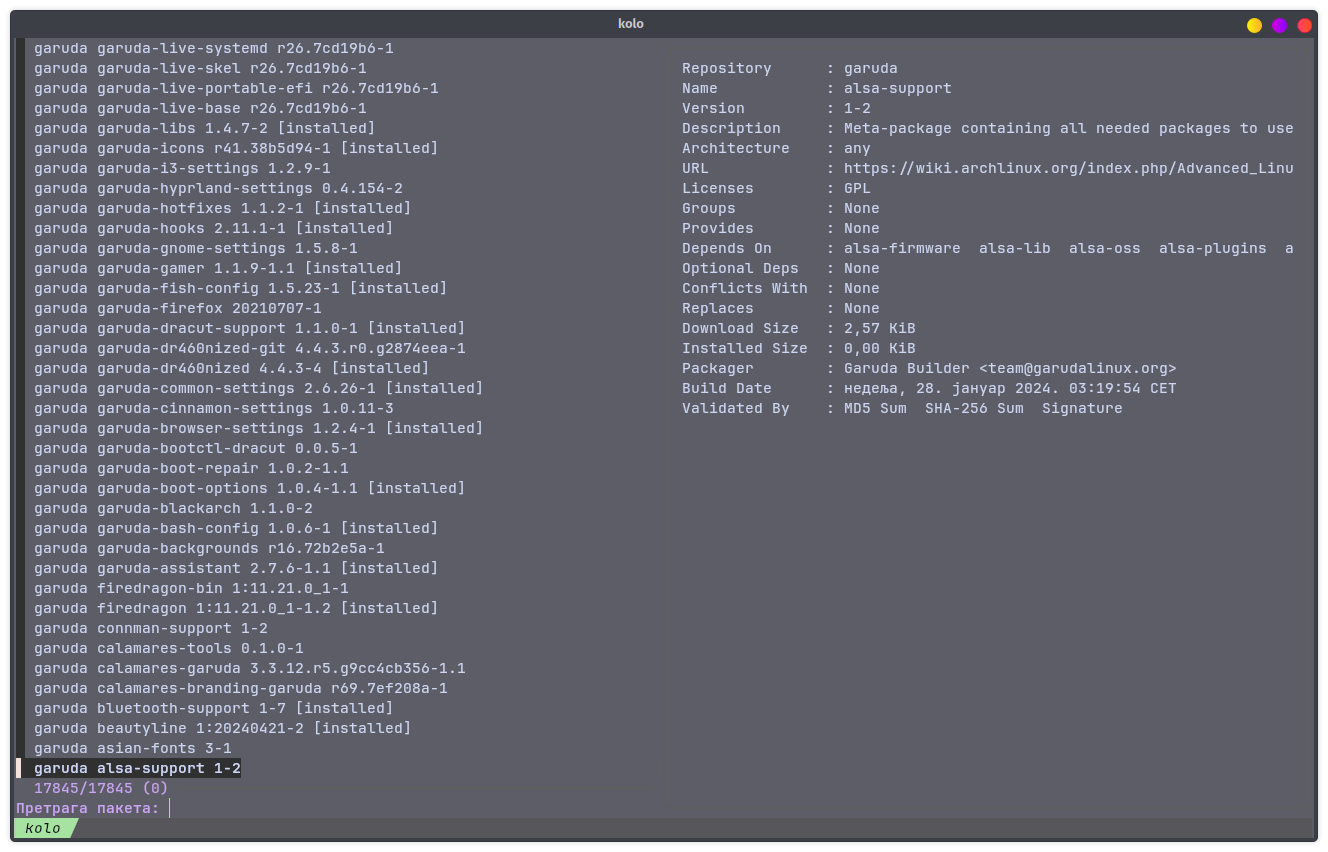 kolo
garuda garuda-live-systemd r26.7cd19b6-1
garuda garuda-live-skel r26.7cd19b6-1
garuda garuda-live-portable-efi r26.7cd19b6-1
garuda garuda-live-base r26.7cd19b6-1
garuda garuda-libs 1.4.7-2 [installed]
garuda garuda-icons r41.38b5d94-1 [installed]
garuda garuda-i3-settings 1.2.9-1
garuda garuda-hyprland-settings 0.4.154-2
garuda garuda-hotfixes 1.1.2-1 [installed]
garuda garuda-hooks 2.11.1-1 [installed]
garuda garuda-gnome-settings 1.5.8-1
garuda garuda-gamer 1.1.9-1.1 [installed]
garuda garuda-fish-config 1.5.23-1 [installed]
garuda garuda-firefox 20210707-1
garuda garuda-dracut-support 1.1.0-1 [installed]
garuda garuda-dr460nized-git 4.4.3.r0.g2874eea-1
garuda garuda-dr460nized 4.4.3-4 [installed]
garuda garuda-common-settings 2.6.26-1 [installed]
garuda garuda-cinnamon-settings 1.0.11-3
garuda garuda-browser-settings 1.2.4-1 [installed]
garuda garuda-bootctl-dracut 0.0.5-1
garuda garuda-boot-repair 1.0.2-1.1
garuda garuda-boot-options 1.0.4-1.1 [installed]
garuda garuda-blackarch 1.1.0-2
garuda garuda-bash-config 1.0.6-1 [installed]
garuda garuda-backgrounds r16.72b2e5a-1
garuda garuda-assistant 2.7.6-1.1 [installed]
garuda firedragon-bin 1:11.21.0_1-1
garuda firedragon 1:11.21.0_1-1.2 [installed]
garuda connman-support 1-2
garuda calamares-tools 0.1.0-1
garuda calamares-garuda 3.3.12.r5.g9cc4cb356-1.1
garuda calamares-branding-garuda r69.7ef208a-1
garuda bluetooth-support 1-7 [installed]
garuda beautyline 1:20240421-2 [installed]
garuda asian-fonts 3-1
garuda alsa-support 1-2
17845/17845 (0)
Претрага пакета:
kolo
Repository : garuda
Name : alsa-support
Version : 1-2
Description : Meta-package containing all needed packages to use
Architecture : any
URL : https://wiki.archlinux.org/index.php/Advanced_Linu
Licenses : GPL
Groups : None
Provides : None
Depends On : alsa-firmware alsa-lib alsa-oss alsa-plugins a
Optional Deps : None
Conflicts With : None
Replaces : None
Download Size : 2,57 KiB
Installed Size : 0,00 KiB
Packager : Garuda Builder <team@garudalinux.org>
Build Date : недеља, 28. јануар 2024. 03:19:54 CET
Validated By : MD5 Sum SHA-256 Sum Signature